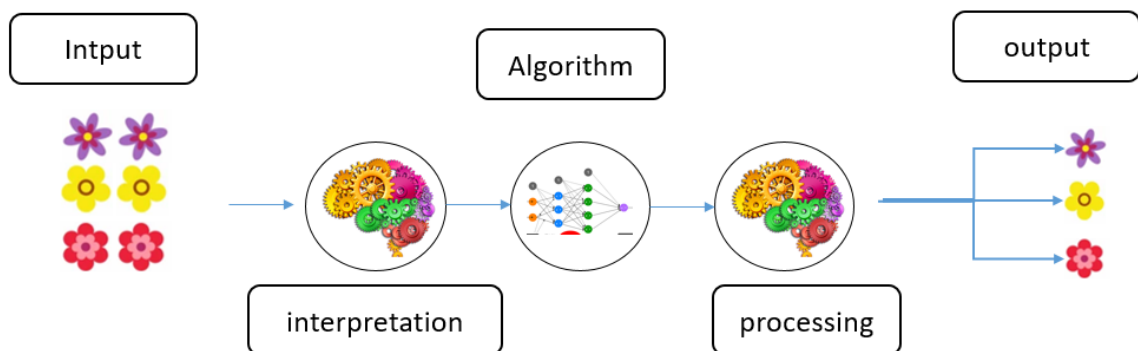 Intput
Algorithm
output
interpretation
processing